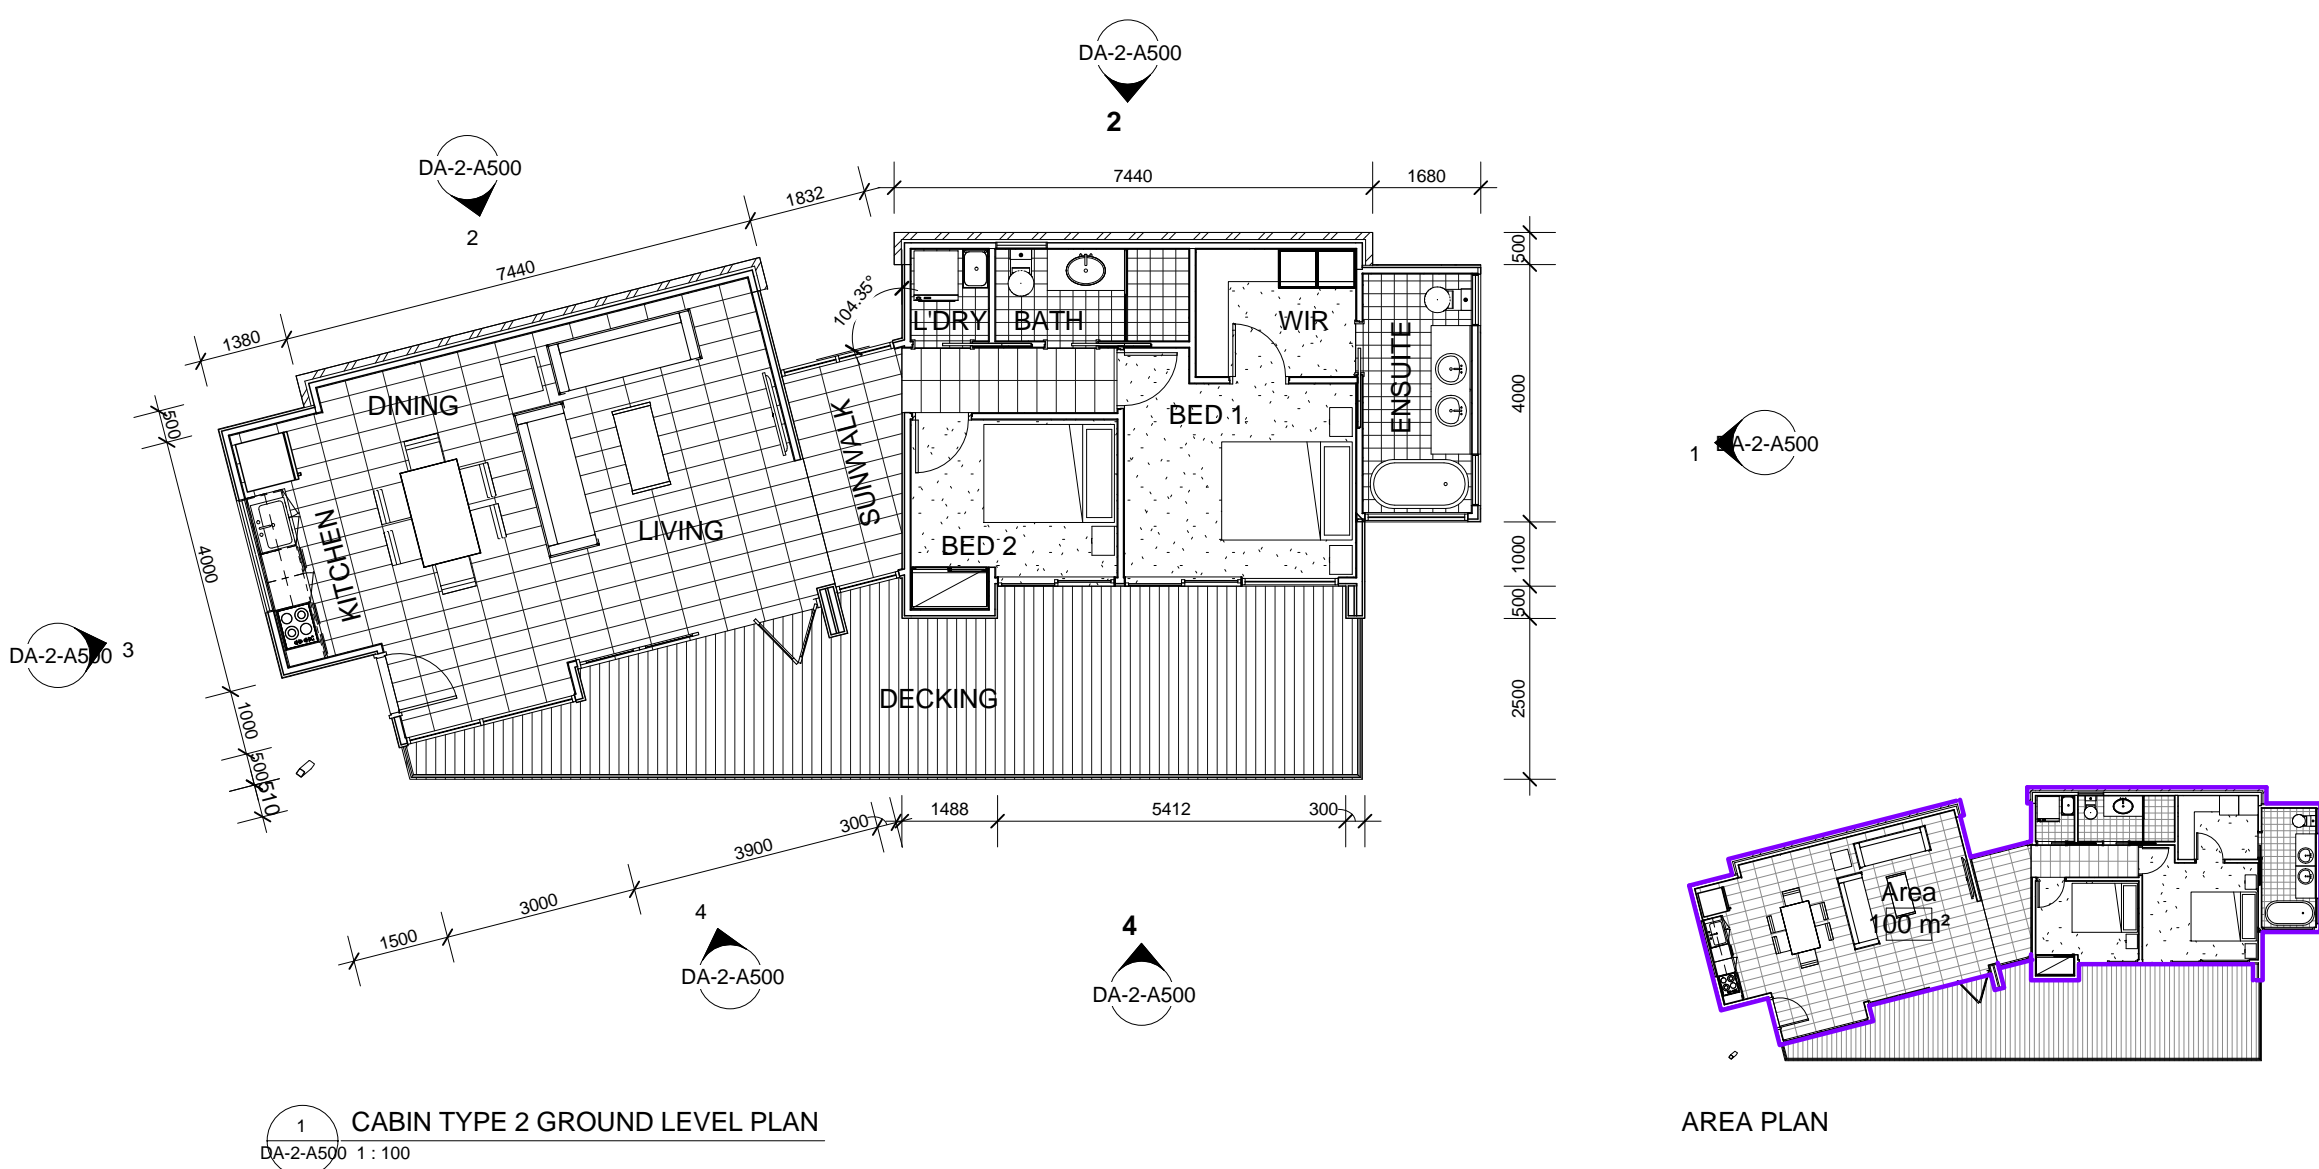 DA-2-A500
2
DA-2-A500
2
7440
1680
1832
7440
1380
104.35°
500
4000
1000
500
2500
500
4000
1000
500
510
L'DRY
BATH
WIR
ENSUITE
DINING
BED 1
SUNWALK
KITCHEN
LIVING
BED 2
DECKING
DA-2-A500
1
DA-2-A500
3
1488
5412
300
300
3900
3000
1500
4
DA-2-A500
4
DA-2-A500
Area
100 m²
1
CABIN TYPE 2 GROUND LEVEL PLAN
DA-2-A500
1 : 100
AREA PLAN